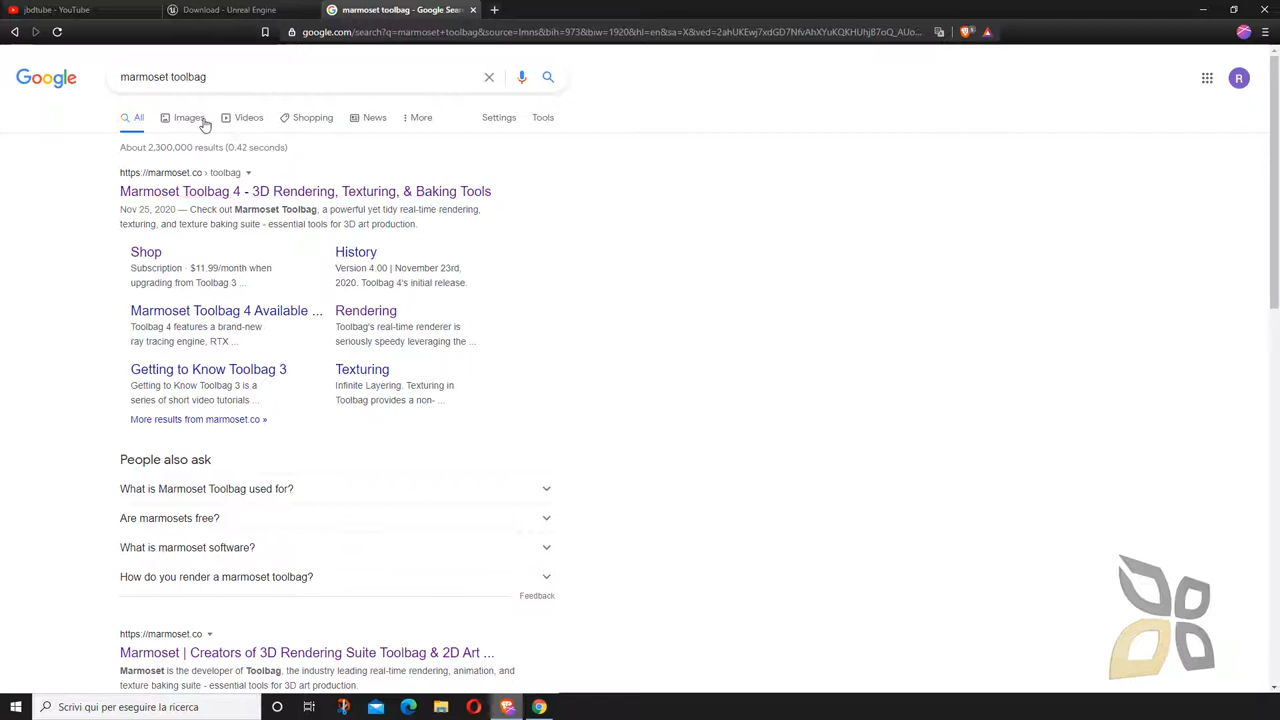 jbdtube - YouTube
Download - Unreal Engine
marmoset toolbag - Google Sear
google.com/search?q=marmoset+toolbag&source=lmns&bih=973&biw=1920&hl=en&sa=X&ved=2ahUKEwj7xdGD7NfvAhXYuKQKHUhjB7oQ_AUo...
Google
marmoset toolbag
R
All
Images
Videos
Shopping
News
More
Settings
Tools
About 2,300,000 results (0.42 seconds)
https://marmoset.co › toolbag
Marmoset Toolbag 4 - 3D Rendering, Texturing, & Baking Tools
Nov 25, 2020 — Check out Marmoset Toolbag, a powerful yet tidy real-time rendering,
texturing, and texture baking suite - essential tools for 3D art production.
Shop
Subscription · $11.99/month when
upgrading from Toolbag 3 ...
History
Version 4.00 | November 23rd,
2020. Toolbag 4's initial release.
Marmoset Toolbag 4 Available ...
Toolbag 4 features a brand-new
ray tracing engine, RTX ...
Rendering
Toolbag's real-time renderer is
seriously speedy leveraging the ...
Getting to Know Toolbag 3
Getting to Know Toolbag 3 is a
series of short video tutorials ...
Texturing
Infinite Layering. Texturing in
Toolbag provides a non- ...
More results from marmoset.co »
People also ask
What is Marmoset Toolbag used for?
Are marmosets free?
What is marmoset software?
How do you render a marmoset toolbag?
Feedback
https://marmoset.co
Marmoset | Creators of 3D Rendering Suite Toolbag & 2D Art ...
Marmoset is the developer of Toolbag, the industry leading real-time rendering, animation, and
texture baking suite - essential tools for 3D art production.
Scrivi qui per eseguire la ricerca